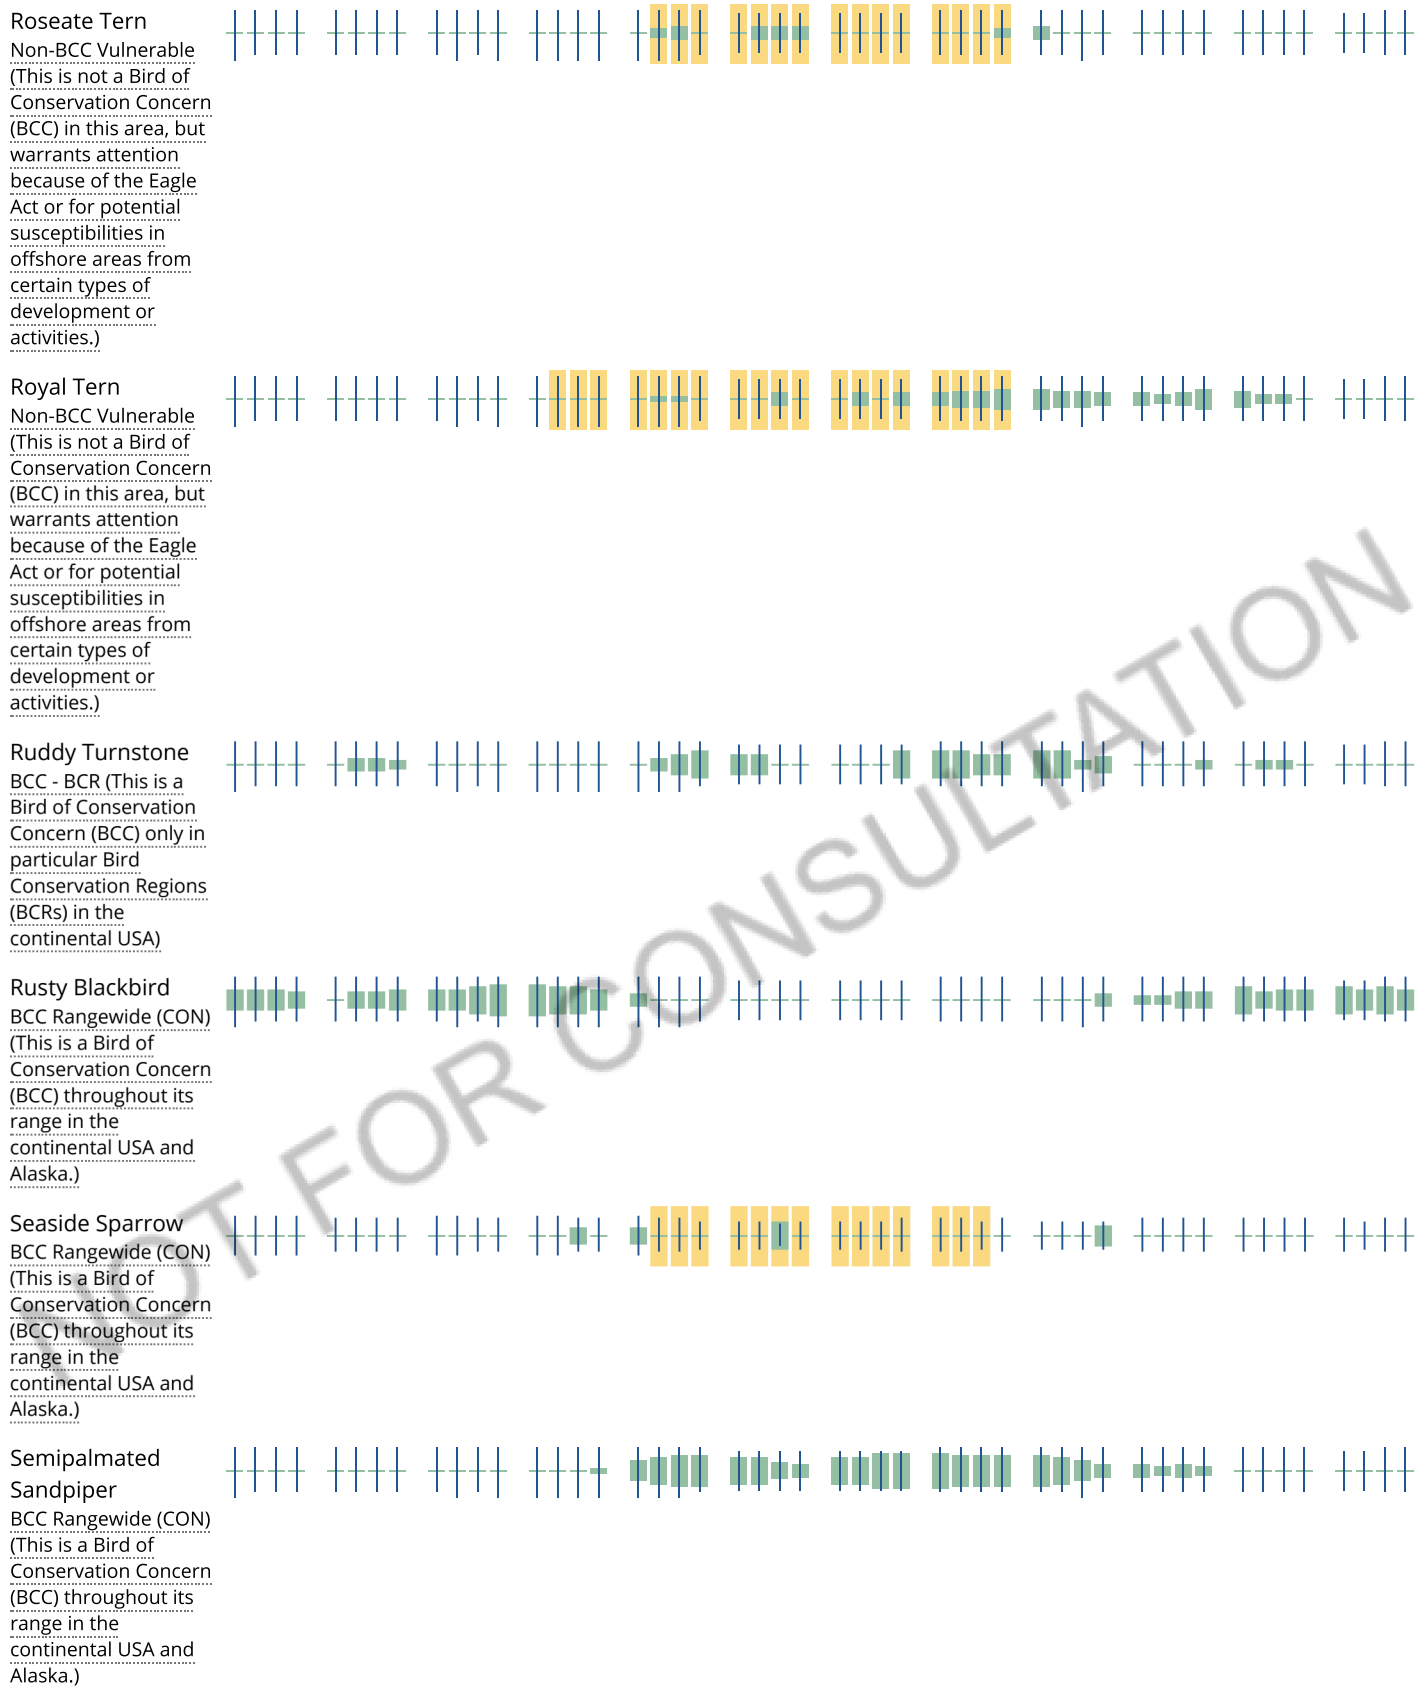 Roseate Tern
Non-BCC Vulnerable
(This is not a Bird of
Conservation Concern
(BCC) in this area, but
warrants attention
because of the Eagle
Act or for potential
susceptibilities in
offshore areas from
certain types of
development or
activities.)
Royal Tern
Non-BCC Vulnerable
(This is not a Bird of
Conservation Concern
(BCC) in this area, but
warrants attention
because of the Eagle
Act or for potential
susceptibilities in
offshore areas from
certain types of
development or
activities.)
Ruddy Turnstone
BCC - BCR (This is a
Bird of Conservation
Concern (BCC) only in
particular Bird
Conservation Regions
(BCRs) in the
continental USA)
Rusty Blackbird
BCC Rangewide (CON)
(This is a Bird of
Conservation Concern
(BCC) throughout its
range in the
continental USA and
Alaska.)
Seaside Sparrow
BCC Rangewide (CON)
(This is a Bird of
Conservation Concern
(BCC) throughout its
range in the
continental USA and
Alaska.)
Semipalmated
Sandpiper
BCC Rangewide (CON)
(This is a Bird of
Conservation Concern
(BCC) throughout its
range in the
continental USA and
Alaska.)
NOT FOR CONSULTATION